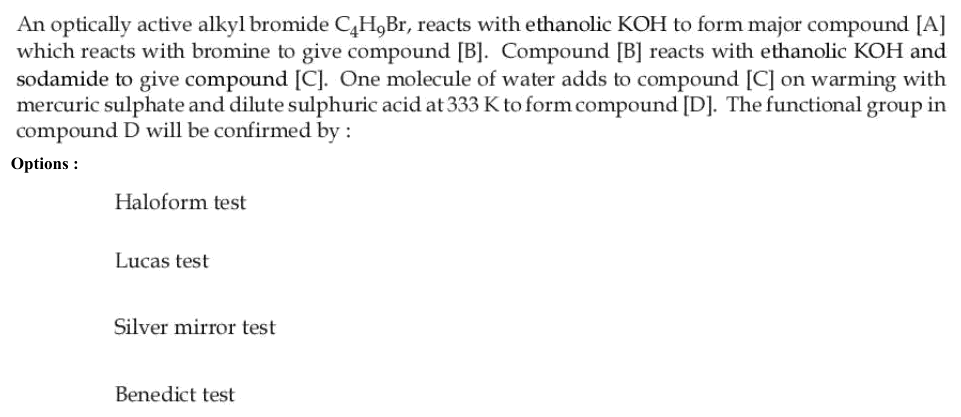 An optically active alkyl bromide C₄H₉Br, reacts with ethanolic KOH to form major compound [A]
which reacts with bromine to give compound [B]. Compound [B] reacts with ethanolic KOH and
sodamide to give compound [C]. One molecule of water adds to compound [C] on warming with
mercuric sulphate and dilute sulphuric acid at 333 K to form compound [D]. The functional group in
compound D will be confirmed by :
Options :
Haloform test
Lucas test
Silver mirror test
Benedict test